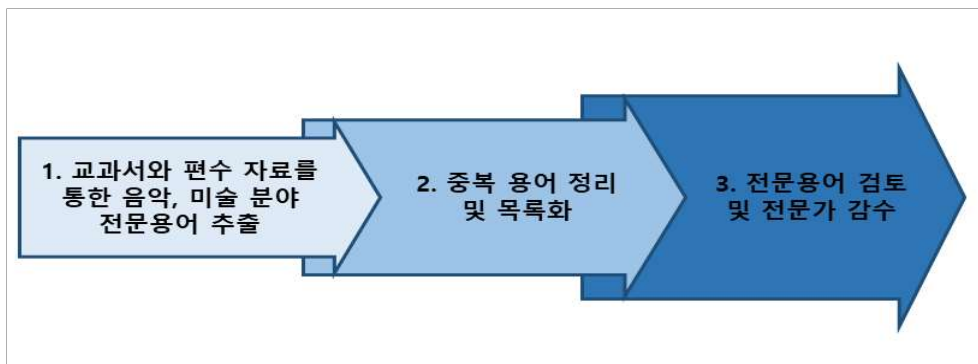 1. 교과서와 편수 자료를
통한 음악, 미술 분야
전문용어 추출
2. 중복 용어 정리
및 목록화
3. 전문용어 검토
및 전문가 감수